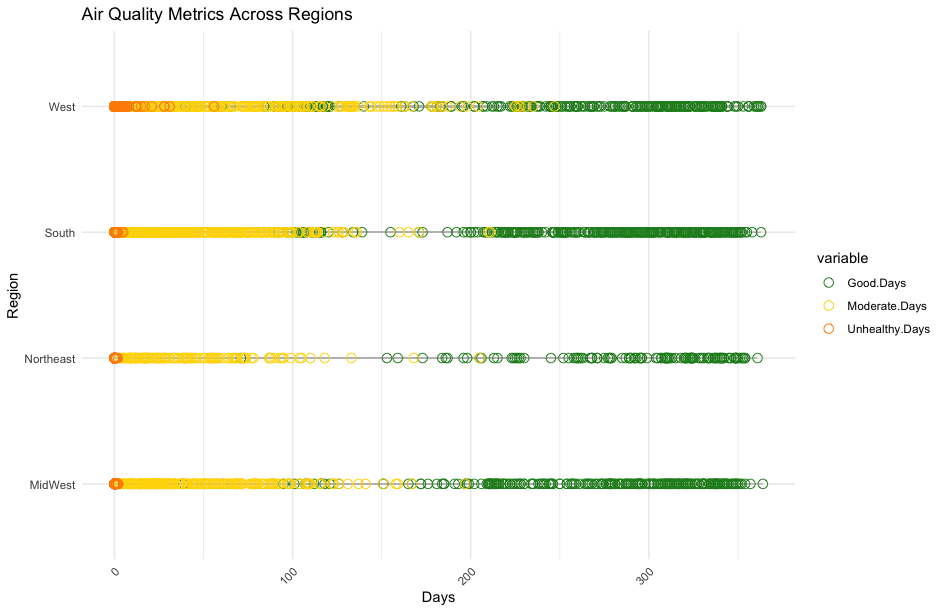 Air Quality Metrics Across Regions
Region
West
South
Northeast
MidWest
0
100
200
300
Days
variable
Good.Days
Moderate.Days
Unhealthy.Days